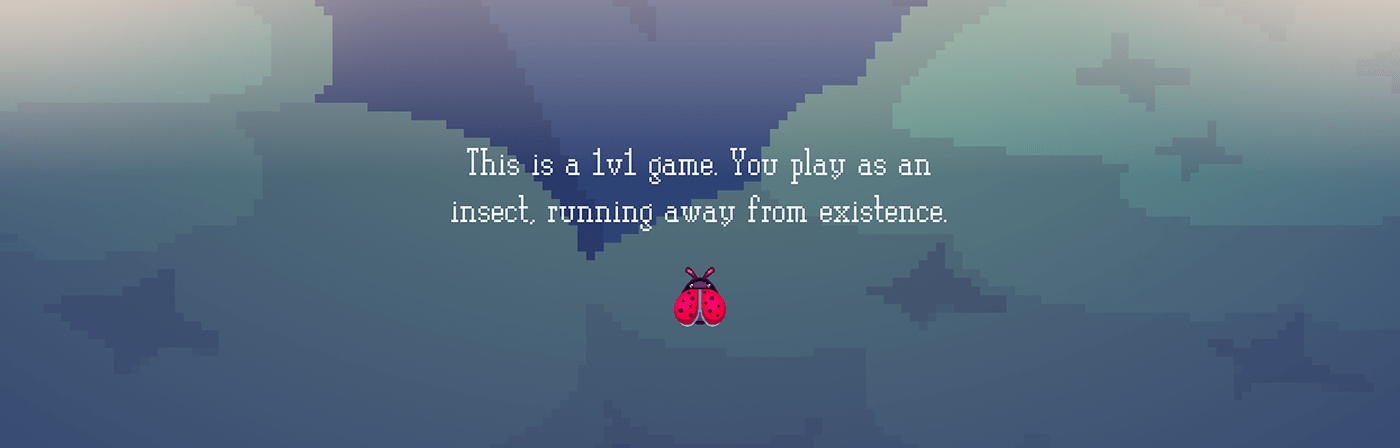 This is a 1v1 game. You play as an
insect, running away from existence.